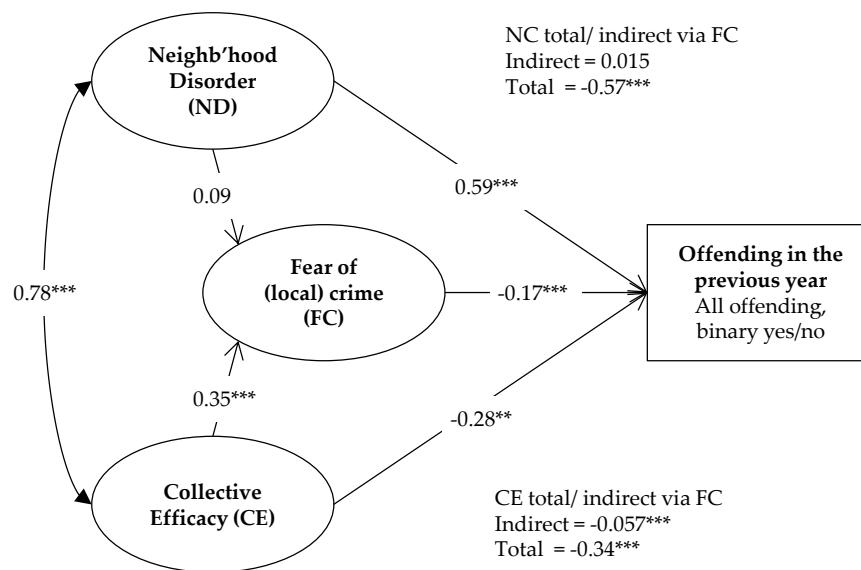 Neighb'hood
Disorder
(ND)
NC total/ indirect via FC
Indirect = 0.015
Total = -0.57***
0.09
0.59***
Fear of
(local) crime
(FC)
0.78***
-0.17***
Offending in the
previous year
All offending,
binary yes/no
0.35***
-0.28**
Collective
Efficacy (CE)
CE total/ indirect via FC
Indirect = -0.057***
Total = -0.34***